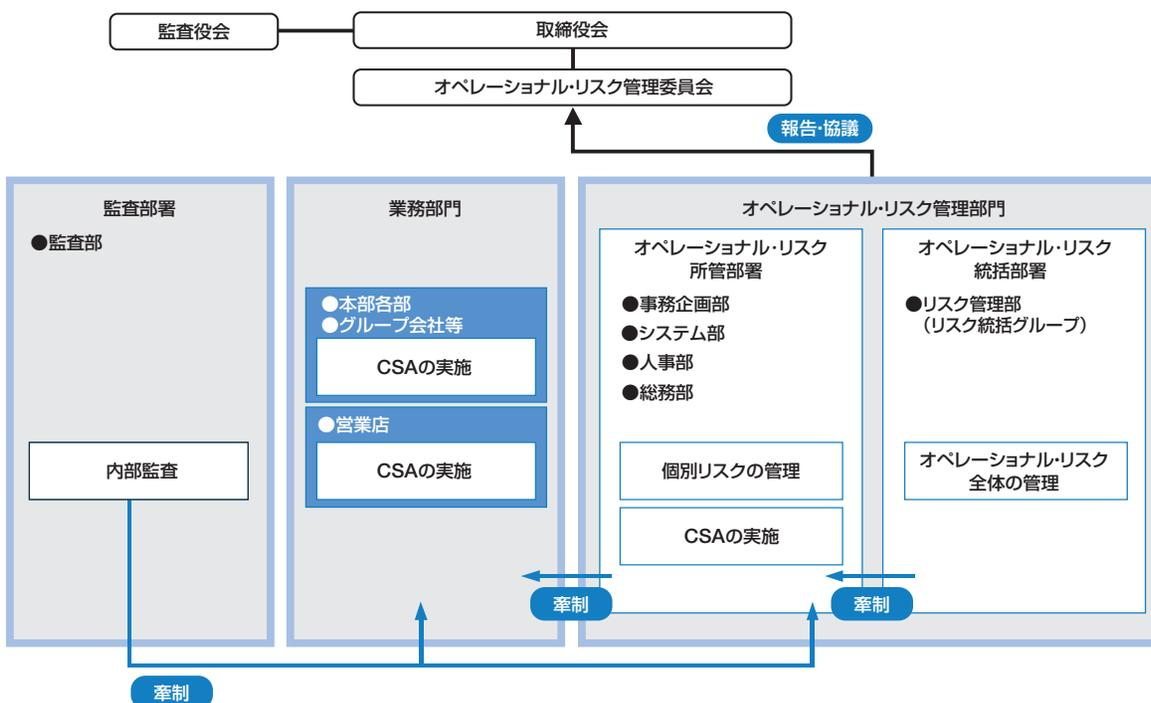 監査役会
取締役会
オペレーショナル・リスク管理委員会
報告・協議
監査部署
●監査部
内部監査
業務部門
●本部各部
●グループ会社等
CSAの実施
●営業店
CSAの実施
オペレーショナル・リスク管理部門
オペレーショナル・リスク
所管部署
●事務企画部
●システム部
●人事部
●総務部
個別リスクの管理
CSAの実施
オペレーショナル・リスク
統括部署
●リスク管理部
（リスク統括グループ）
オペレーショナル・リスク
全体の管理
牽制
牽制
牽制